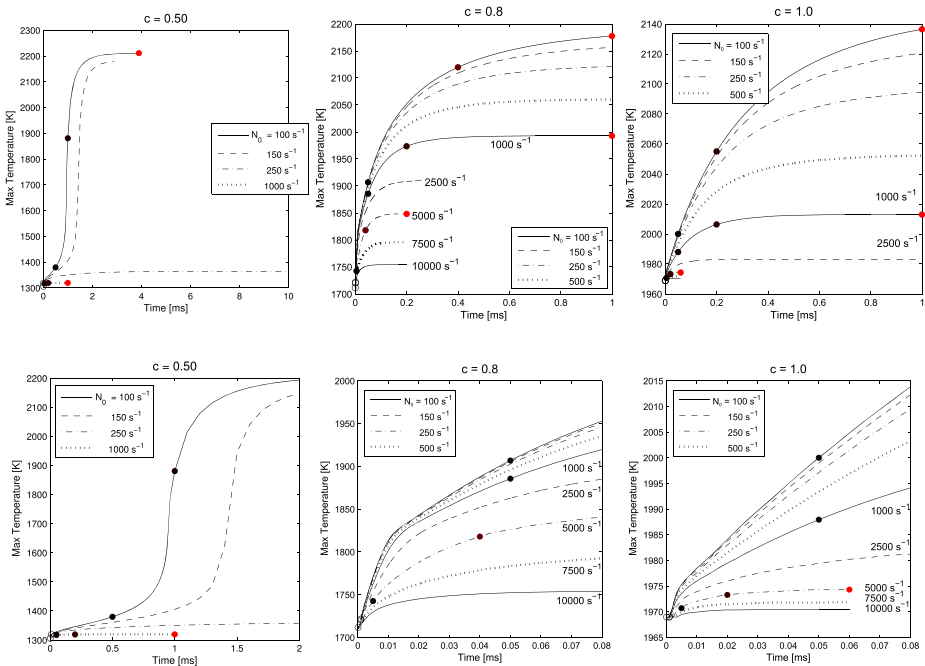 c = 0.50
2300
2200
2100
2000
1900
1800
1700
1600
1500
1400
1300
0 2 4 6 8 10
Max Temperature [K]
Time [ms]
N₀ = 100 s⁻¹
150 s⁻¹
250 s⁻¹
1000 s⁻¹
c = 0.8
2200
2150
2100
2050
2000
1950
1900
1850
1800
1750
1700
0 0.2 0.4 0.6 0.8 1
Max Temperature [K]
Time [ms]
1000 s⁻¹
2500 s⁻¹
5000 s⁻¹
7500 s⁻¹
10000 s⁻¹
N₀ = 100 s⁻¹
150 s⁻¹
250 s⁻¹
500 s⁻¹
c = 1.0
2140
2120
2100
2080
2060
2040
2020
2000
1980
1960
0 0.2 0.4 0.6 0.8 1
Max Temperature [K]
Time [ms]
N₀ = 100 s⁻¹
150 s⁻¹
250 s⁻¹
500 s⁻¹
1000 s⁻¹
2500 s⁻¹
c = 0.50
2200
2100
2000
1900
1800
1700
1600
1500
1400
1300
0 0.5 1 1.5 2
Max Temperature [K]
Time [ms]
N₀ = 100 s⁻¹
150 s⁻¹
250 s⁻¹
1000 s⁻¹
c = 0.8
2000
1950
1900
1850
1800
1750
1700
0 0.01 0.02 0.03 0.04 0.05 0.06 0.07 0.08
Max Temperature [K]
Time [ms]
N₀ = 100 s⁻¹
150 s⁻¹
250 s⁻¹
500 s⁻¹
1000 s⁻¹
2500 s⁻¹
5000 s⁻¹
7500 s⁻¹
10000 s⁻¹
c = 1.0
2015
2010
2005
2000
1995
1990
1985
1980
1975
1970
1965
0 0.01 0.02 0.03 0.04 0.05 0.06 0.07 0.08
Max Temperature [K]
Time [ms]
N₀ = 100 s⁻¹
150 s⁻¹
250 s⁻¹
500 s⁻¹
1000 s⁻¹
2500 s⁻¹
5000 s⁻¹
7500 s⁻¹
10000 s⁻¹